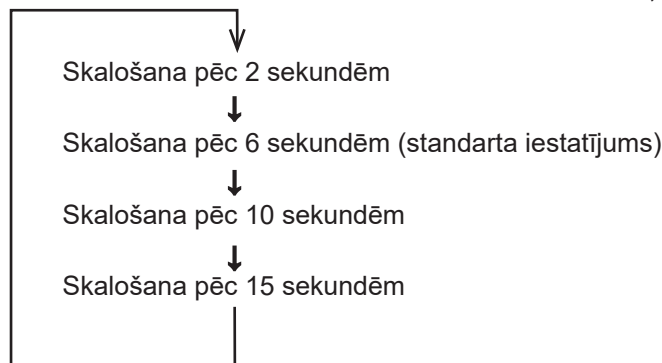 Skalošana pēc 2 sekundēm
Skalošana pēc 6 sekundēm (standarta iestatījums)
Skalošana pēc 10 sekundēm
Skalošana pēc 15 sekundēm